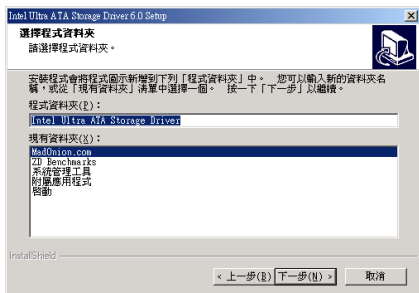 Intel Ultra ATA Storage Driver 6.0 Setup
選擇程式資料夾
請選擇程式資料夾。
安裝程式會將程式圖示新增到下列「程式資料夾」中。 您可以輸入新的資料夾名
稱，或從「現有資料夾」清單中選擇一個。 按一下「下一步」以繼續。
程式資料夾(P)：
Intel Ultra ATA Storage Driver
現有資料夾(X)：
MadOnion.com
ZD Benchmarks
系統管理工具
附屬應用程式
啟動
InstallShield
< 上一步(B) 下一步(N) > 取消